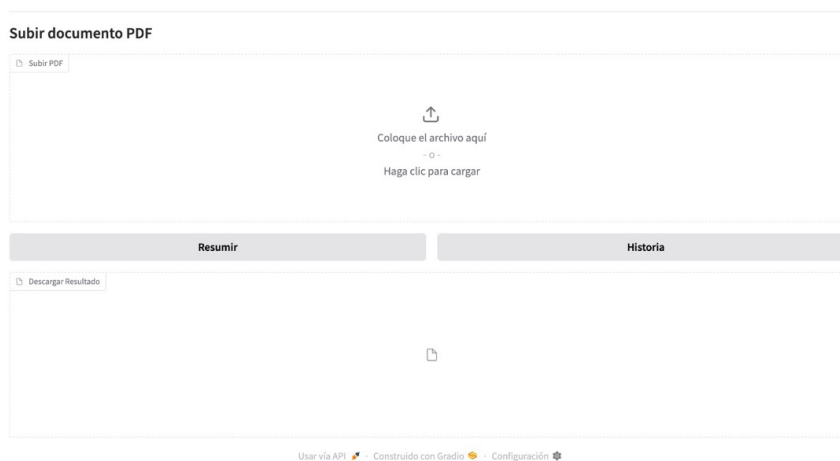 Subir documento PDF
Subir PDF
Coloque el archivo aquí
- o -
Haga clic para cargar
Resumir
Historia
Descargar Resultado
Usar vía API · Construido con Gradio · Configuración